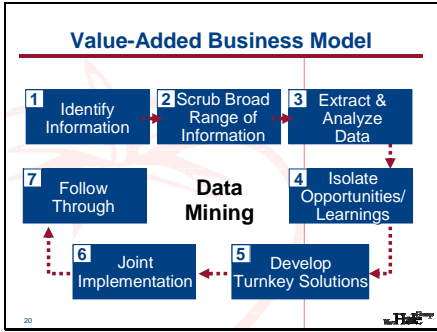 Value-Added Business Model
1
Identify
Information
2
Scrub Broad
Range of
Information
3
Extract &
Analyze
Data
4
Isolate
Opportunities/
Learnings
5
Develop
Turnkey Solutions
6
Joint
Implementation
7
Follow
Through
Data
Mining
20